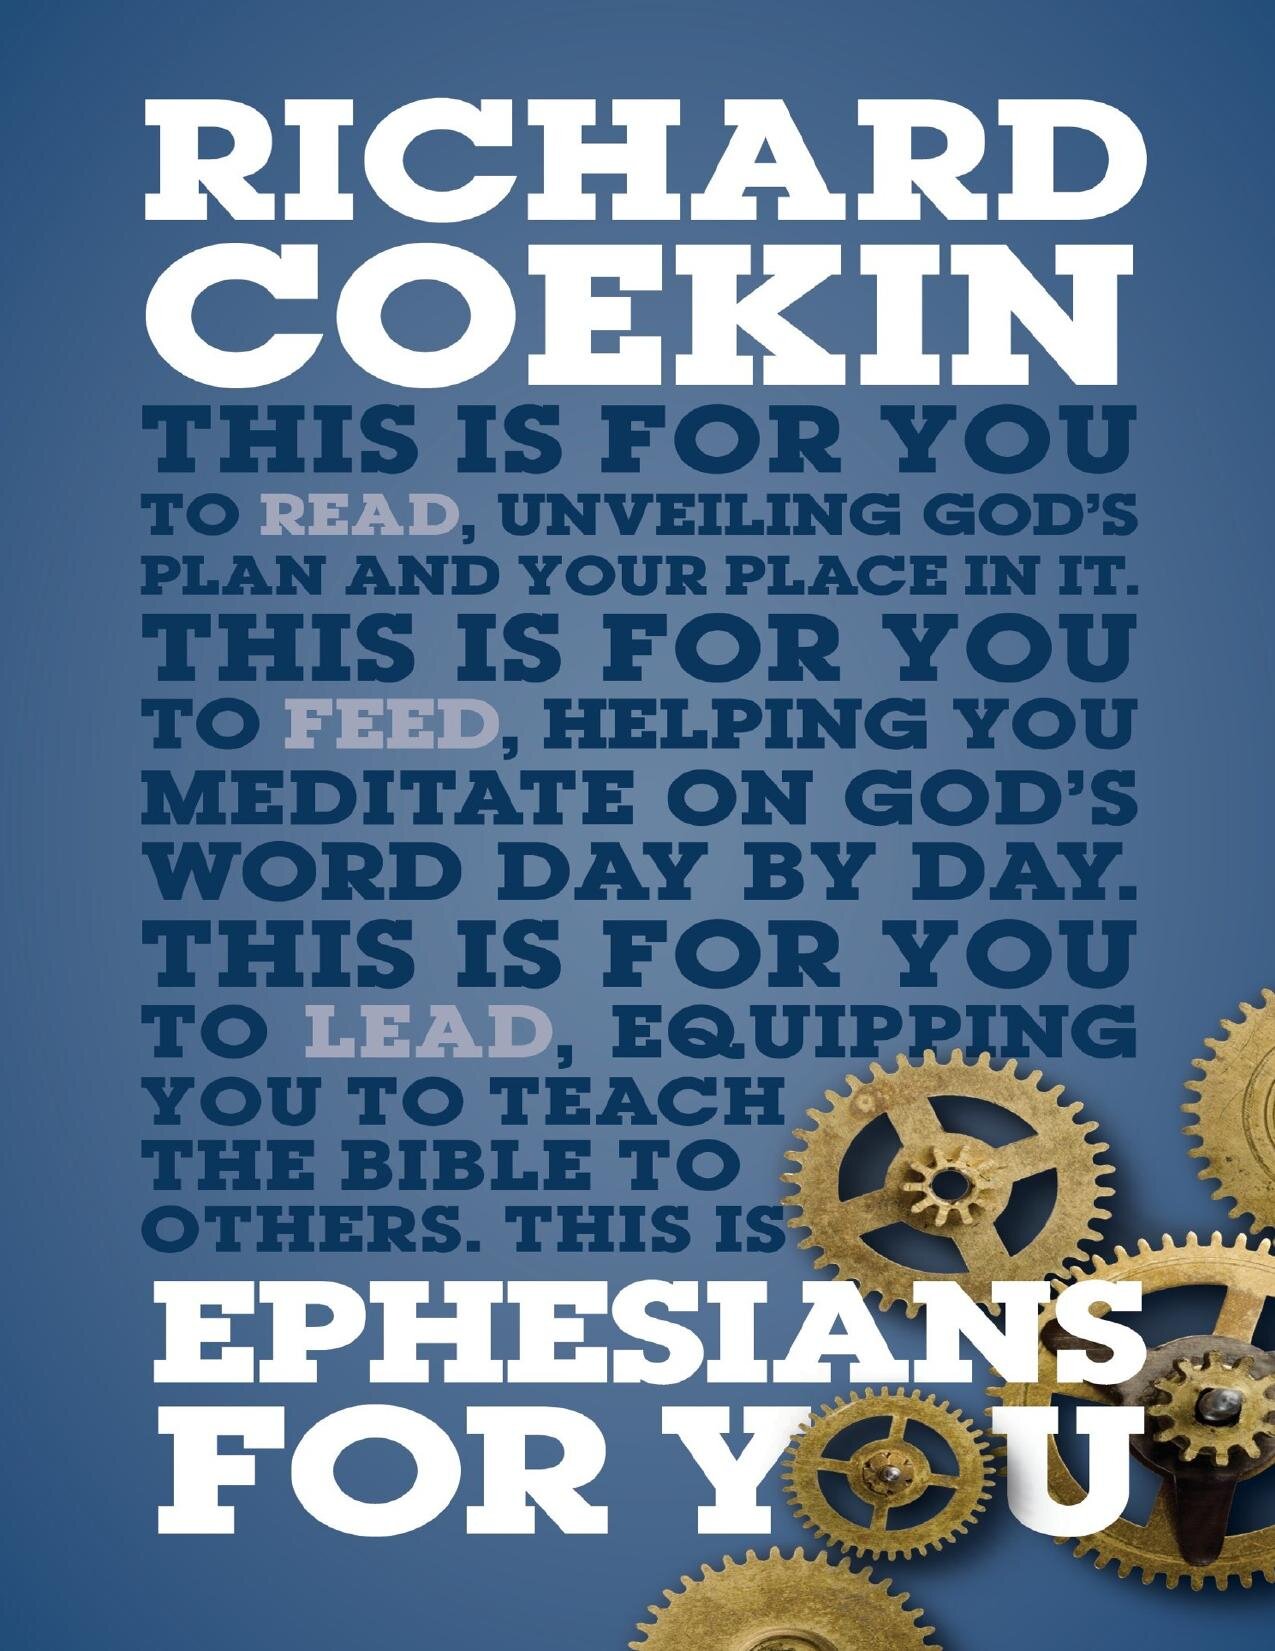 RICHARD
COEKIN
THIS IS FOR YOU
TO READ, UNVEILING GOD'S
PLAN AND YOUR PLACE IN IT.
THIS IS FOR YOU
TO FEED, HELPING YOU
MEDITATE ON GOD'S
WORD DAY BY DAY.
THIS IS FOR YOU
TO LEAD, EQUIPPING
YOU TO TEACH
THE BIBLE TO
OTHERS. THIS IS
EPHESIANS
FOR YOU